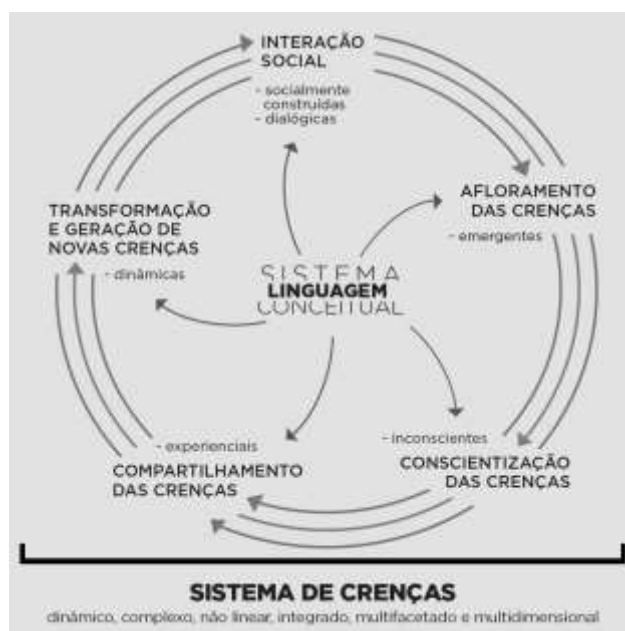 INTERAÇÃO
SOCIAL
- socialmente
construídas
- dialógicas
AFLORAMENTO
DAS CRENÇAS
- emergentes
TRANSFORMAÇÃO
E GERAÇÃO DE
NOVAS CRENÇAS
- dinâmicas
SISTEMA
LINGUAGEM
CONCEITUAL
- inconscientes
CONSCIENTIZAÇÃO
DAS CRENÇAS
- experienciais
COMPARTILHAMENTO
DAS CRENÇAS
SISTEMA DE CRENÇAS
dinâmico, complexo, não linear, integrado, multifacetado e multidimensional